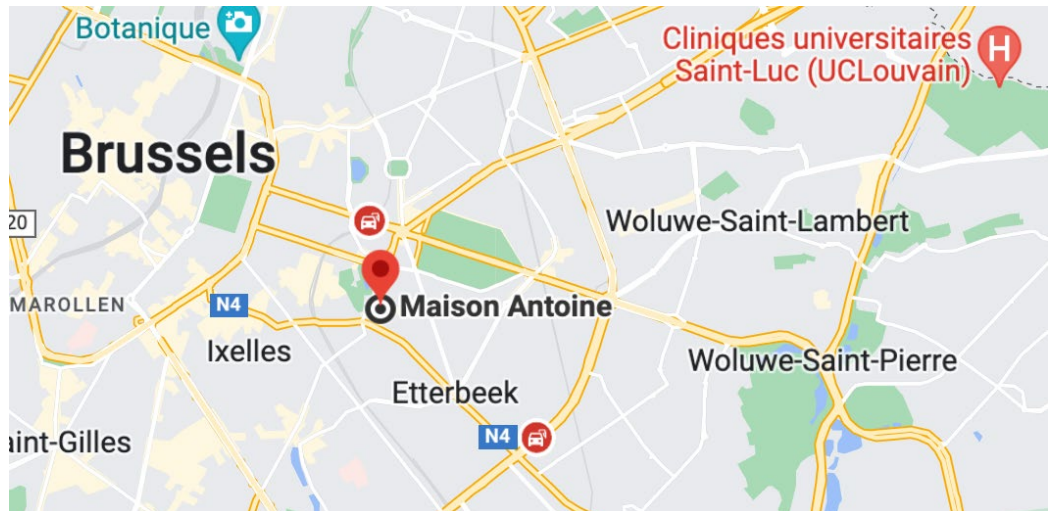 Botanique
Cliniques universitaires
Saint-Luc (UCLouvain)
H
Brussels
20
Woluwe-Saint-Lambert
MAROLLEN
N4
Maison Antoine
Ixelles
Woluwe-Saint-Pierre
Etterbeek
N4
aint-Gilles